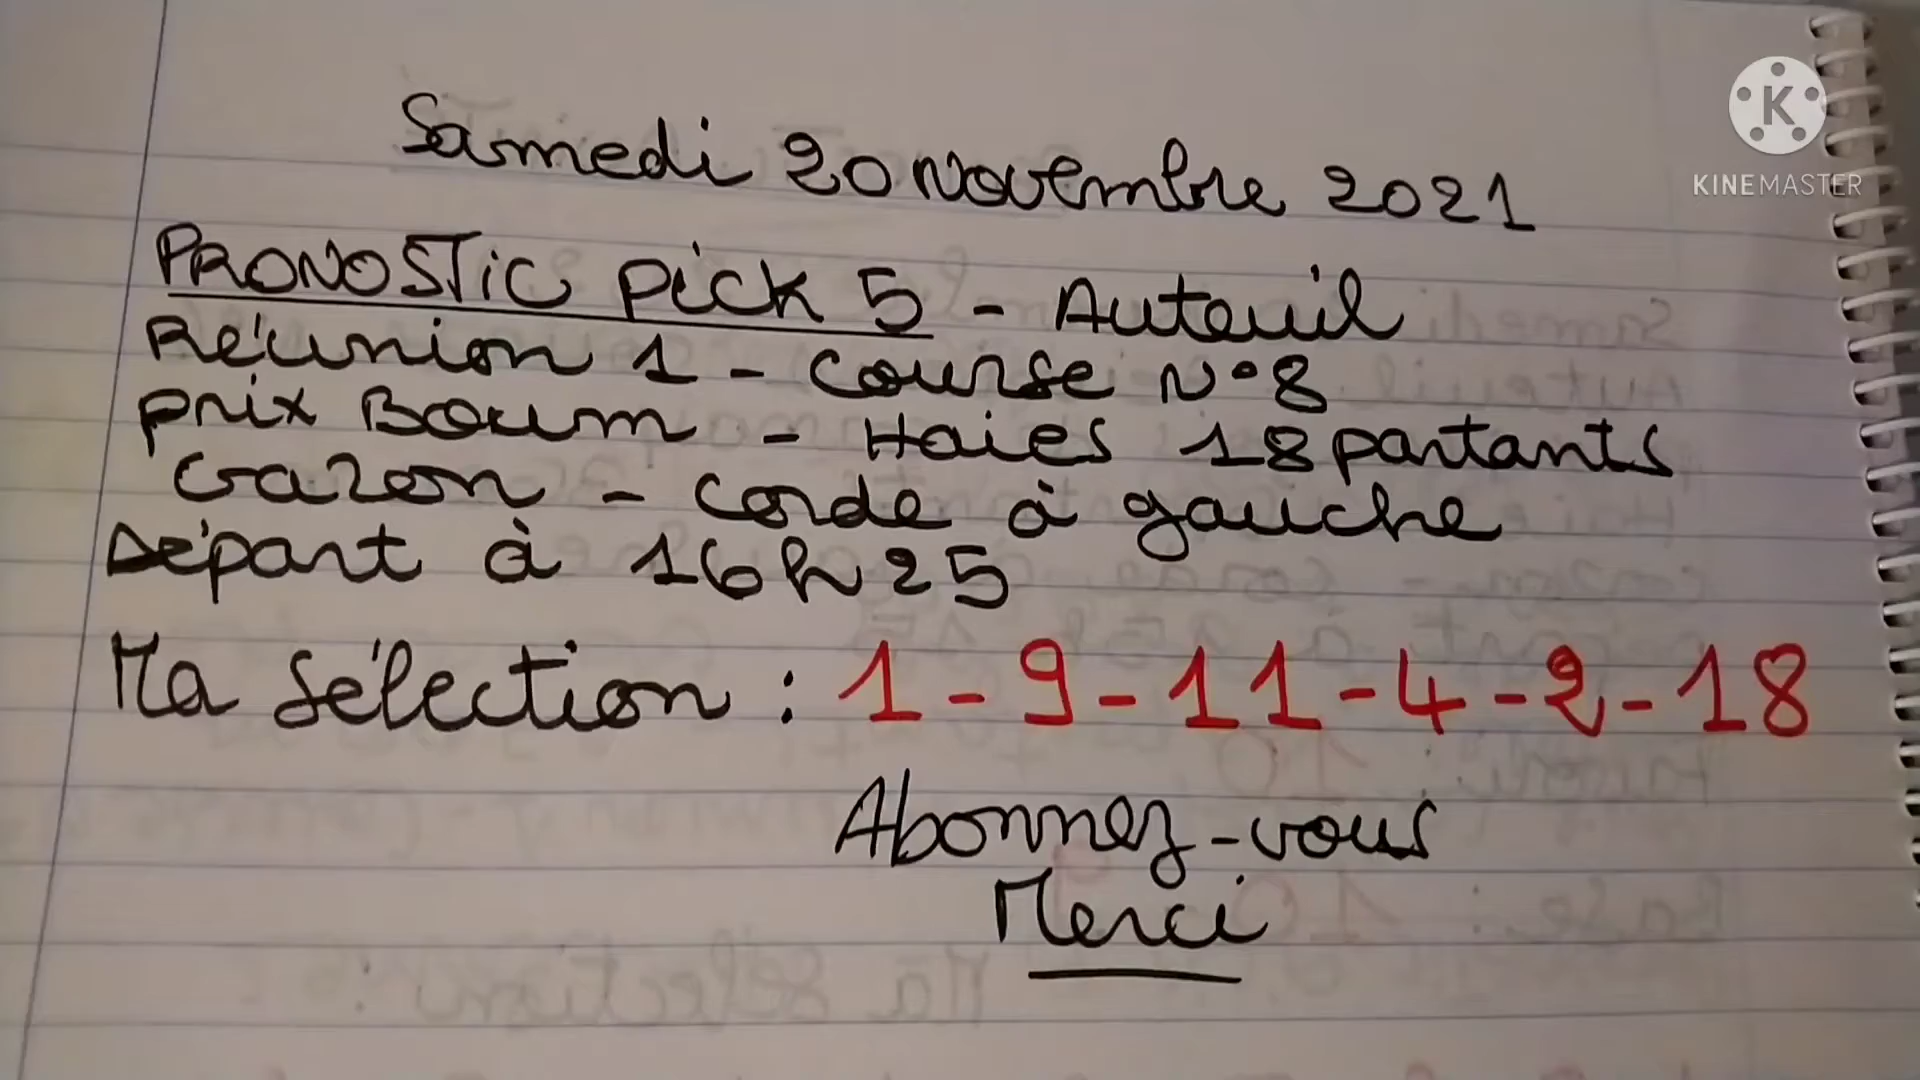 Samedi 20 Novembre 2021
PRONOSTIC PICK 5 - Auteuil
Réunion 1 - Course N°8
prix Boum - Haies 18 partants
Gazon - Corde à gauche
Départ à 16h25
Ma sélection : 1 - 9 - 11 - 4 - 2 - 18
Abonnez-vous
Merci
K
KINEMASTER